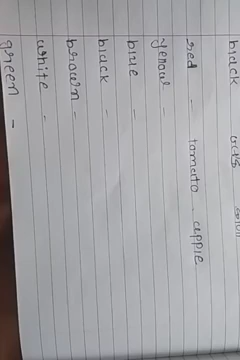 black
red - tomato . apple
yellow
blue -
black -
brown -
white -
green -